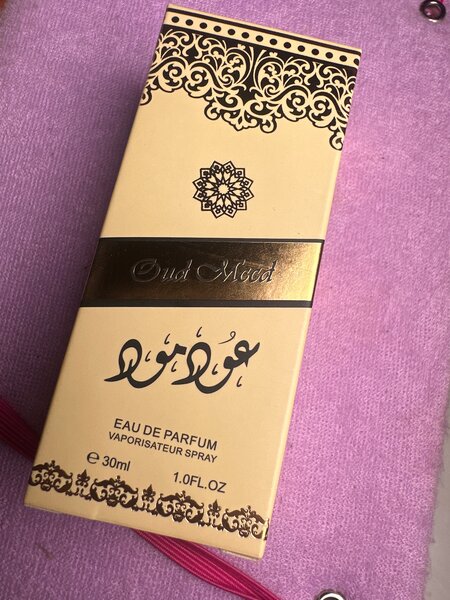 Oud Mood
عود مود
EAU DE PARFUM
VAPORISATEUR SPRAY
℮ 30ml 1.0FL.OZ